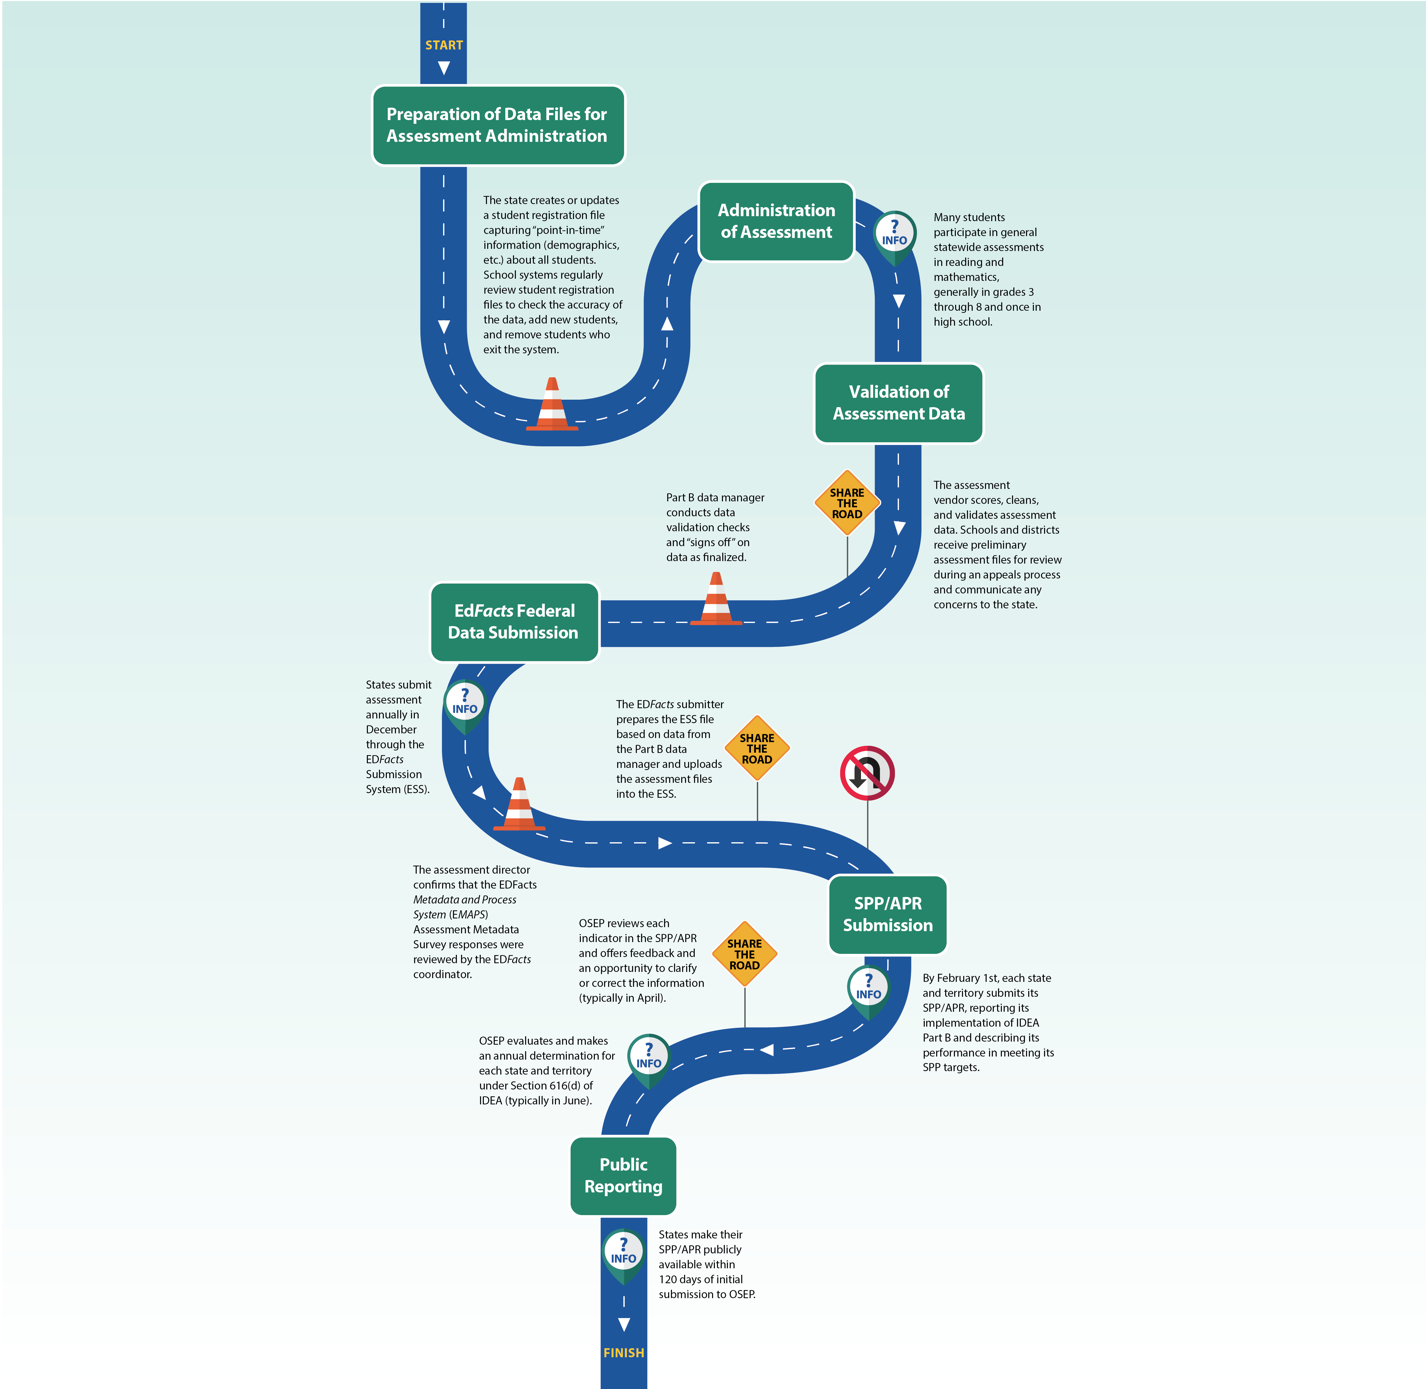 START
Preparation of Data Files for
Assessment Administration
The state creates or updates
a student registration file
capturing “point-in-time”
information (demographics,
etc.) about all students.
School systems regularly
review student registration
files to check the accuracy of
the data, add new students,
and remove students who
exit the system.
Administration
of Assessment
?
INFO
Many students
participate in general
statewide assessments
in reading and
mathematics,
generally in grades 3
through 8 and once in
high school.
Validation of
Assessment Data
SHARE
THE
ROAD
The assessment
vendor scores, cleans,
and validates assessment
data. Schools and districts
receive preliminary
assessment files for review
during an appeals process
and communicate any
concerns to the state.
Part B data manager
conducts data
validation checks
and “signs off” on
data as finalized.
EdFacts Federal
Data Submission
?
INFO
States submit
assessment
annually in
December
through the
EDFacts
Submission
System (ESS).
The EDFacts submitter
prepares the ESS file
based on data from
the Part B data
manager and uploads
the assessment files
into the ESS.
SHARE
THE
ROAD
The assessment director
confirms that the EDFacts
Metadata and Process
System (EMAPS)
Assessment Metadata
Survey responses were
reviewed by the EDFacts
coordinator.
SPP/APR
Submission
?
INFO
By February 1st, each state
and territory submits its
SPP/APR, reporting its
implementation of IDEA
Part B and describing its
performance in meeting its
SPP targets.
OSEP reviews each
indicator in the SPP/APR
and offers feedback and
an opportunity to clarify
or correct the information
(typically in April).
SHARE
THE
ROAD
OSEP evaluates and makes
an annual determination for
each state and territory
under Section 616(d) of
IDEA (typically in June).
?
INFO
Public
Reporting
?
INFO
States make their
SPP/APR publicly
available within
120 days of initial
submission to OSEP.
FINISH